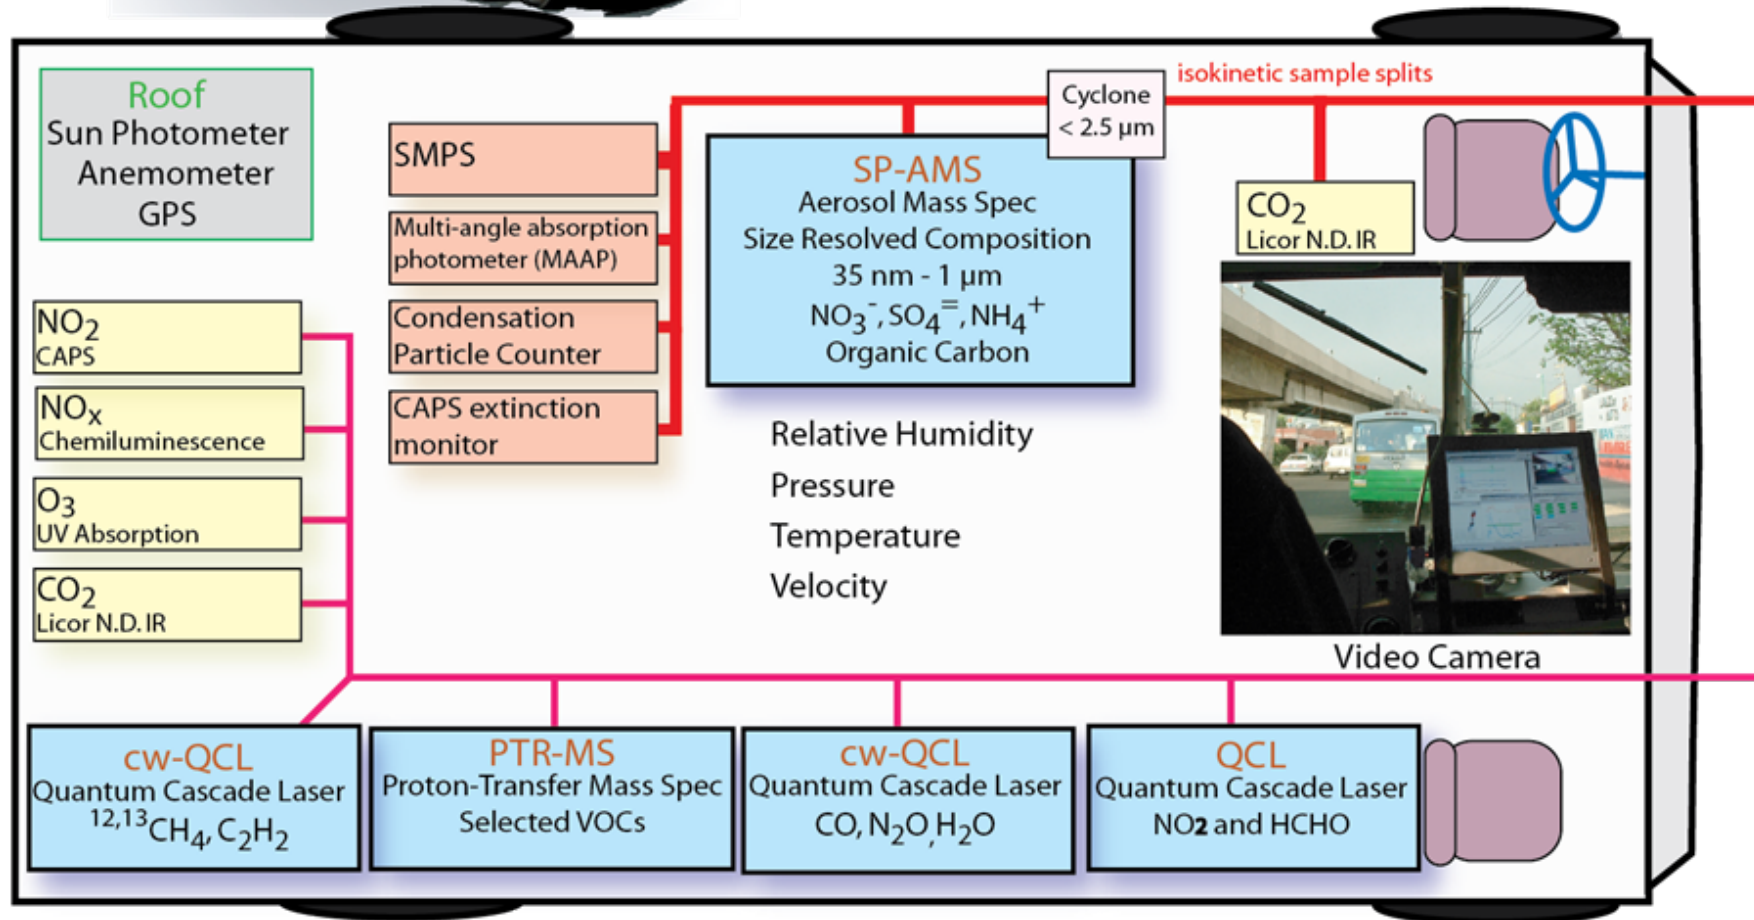 Roof
Sun Photometer
Anemometer
GPS
SMPS
Multi-angle absorption
photometer (MAAP)
Condensation
Particle Counter
CAPS extinction
monitor
Cyclone
< 2.5 µm
isokinetic sample splits
SP-AMS
Aerosol Mass Spec
Size Resolved Composition
35 nm - 1 µm
NO₃⁻, SO₄⁼, NH₄⁺
Organic Carbon
CO₂
Licor N.D. IR
NO₂
CAPS
NOₓ
Chemiluminescence
O₃
UV Absorption
CO₂
Licor N.D. IR
Relative Humidity
Pressure
Temperature
Velocity
Video Camera
cw-QCL
Quantum Cascade Laser
¹²,¹³CH₄, C₂H₂
PTR-MS
Proton-Transfer Mass Spec
Selected VOCs
cw-QCL
Quantum Cascade Laser
CO, N₂O, H₂O
QCL
Quantum Cascade Laser
NO2 and HCHO